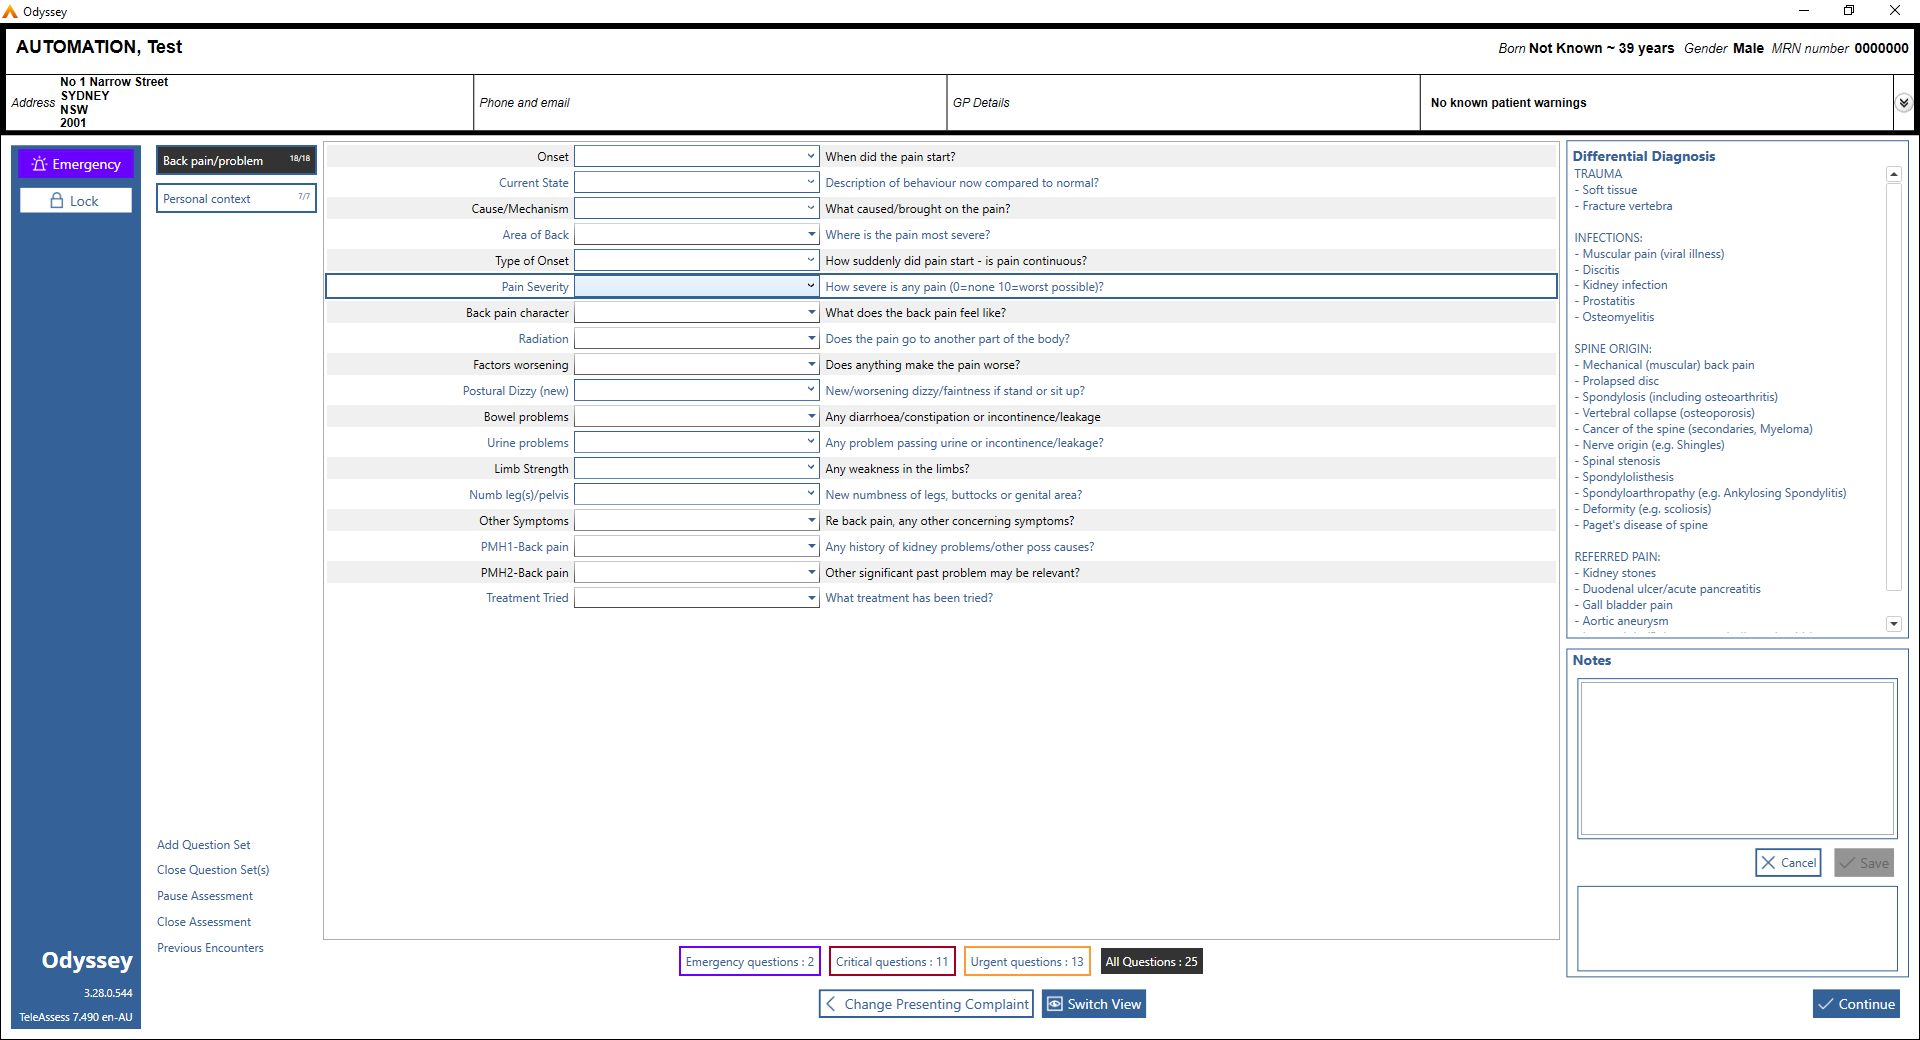 Odyssey
AUTOMATION, Test
Born Not Known ~ 39 years Gender Male MRN number 0000000
Address
No 1 Narrow Street
SYDNEY
NSW
2001
Phone and email
GP Details
No known patient warnings
Emergency
Lock
Back pain/problem 18/18
Personal context 7/7
Onset When did the pain start?
Current State Description of behaviour now compared to normal?
Cause/Mechanism What caused/brought on the pain?
Area of Back Where is the pain most severe?
Type of Onset How suddenly did pain start - is pain continuous?
Pain Severity How severe is any pain (0=none 10=worst possible)?
Back pain character What does the back pain feel like?
Radiation Does the pain go to another part of the body?
Factors worsening Does anything make the pain worse?
Postural Dizzy (new) New/worsening dizzy/faintness if stand or sit up?
Bowel problems Any diarrhoea/constipation or incontinence/leakage
Urine problems Any problem passing urine or incontinence/leakage?
Limb Strength Any weakness in the limbs?
Numb leg(s)/pelvis New numbness of legs, buttocks or genital area?
Other Symptoms Re back pain, any other concerning symptoms?
PMH1-Back pain Any history of kidney problems/other poss causes?
PMH2-Back pain Other significant past problem may be relevant?
Treatment Tried What treatment has been tried?
Differential Diagnosis
TRAUMA
- Soft tissue
- Fracture vertebra
INFECTIONS:
- Muscular pain (viral illness)
- Discitis
- Kidney infection
- Prostatitis
- Osteomyelitis
SPINE ORIGIN:
- Mechanical (muscular) back pain
- Prolapsed disc
- Spondylosis (including osteoarthritis)
- Vertebral collapse (osteoporosis)
- Cancer of the spine (secondaries, Myeloma)
- Nerve origin (e.g. Shingles)
- Spinal stenosis
- Spondylolisthesis
- Spondyloarthropathy (e.g. Ankylosing Spondylitis)
- Deformity (e.g. scoliosis)
- Paget's disease of spine
REFERRED PAIN:
- Kidney stones
- Duodenal ulcer/acute pancreatitis
- Gall bladder pain
- Aortic aneurysm
Notes
Cancel
Save
Add Question Set
Close Question Set(s)
Pause Assessment
Close Assessment
Previous Encounters
Odyssey
3.28.0.544
TeleAssess 7.490 en-AU
Emergency questions : 2
Critical questions : 11
Urgent questions : 13
All Questions : 25
Change Presenting Complaint
Switch View
Continue